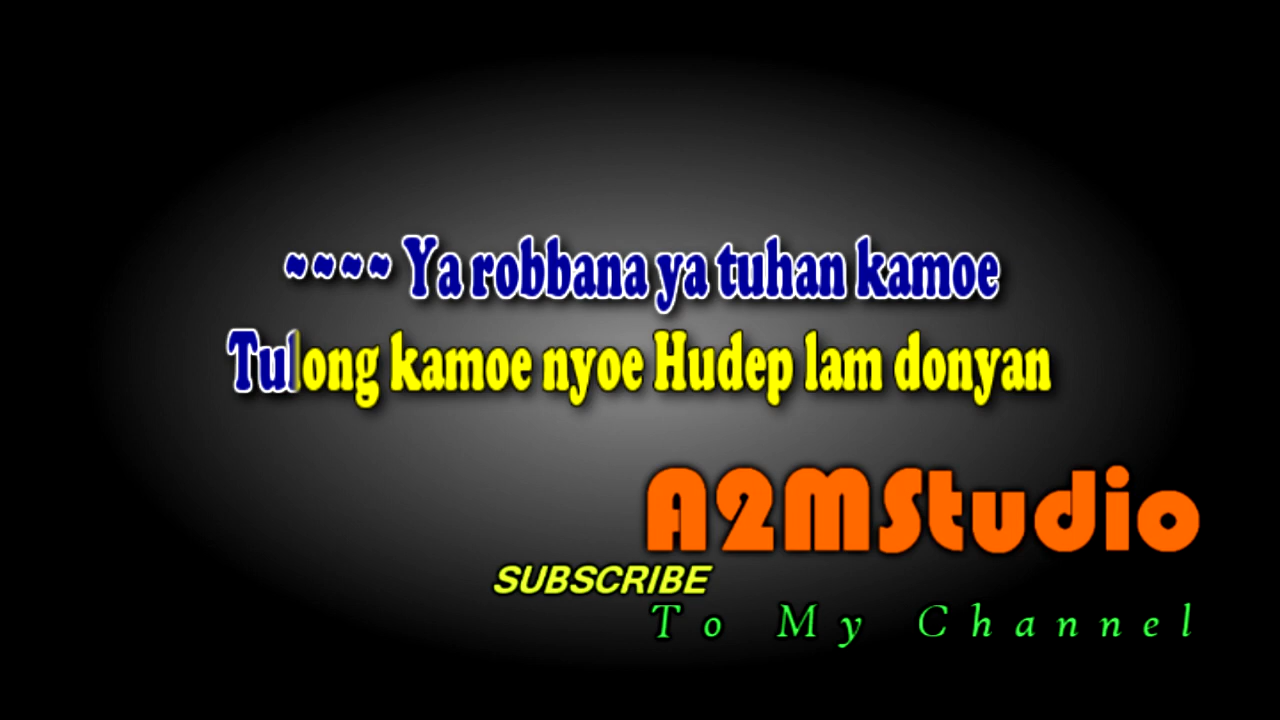 ~~~~ Ya robbana ya tuhan kamoe
Tulong kamoe nyoe Hudep lam donyan
A2MStudio
SUBSCRIBE
To My Channel